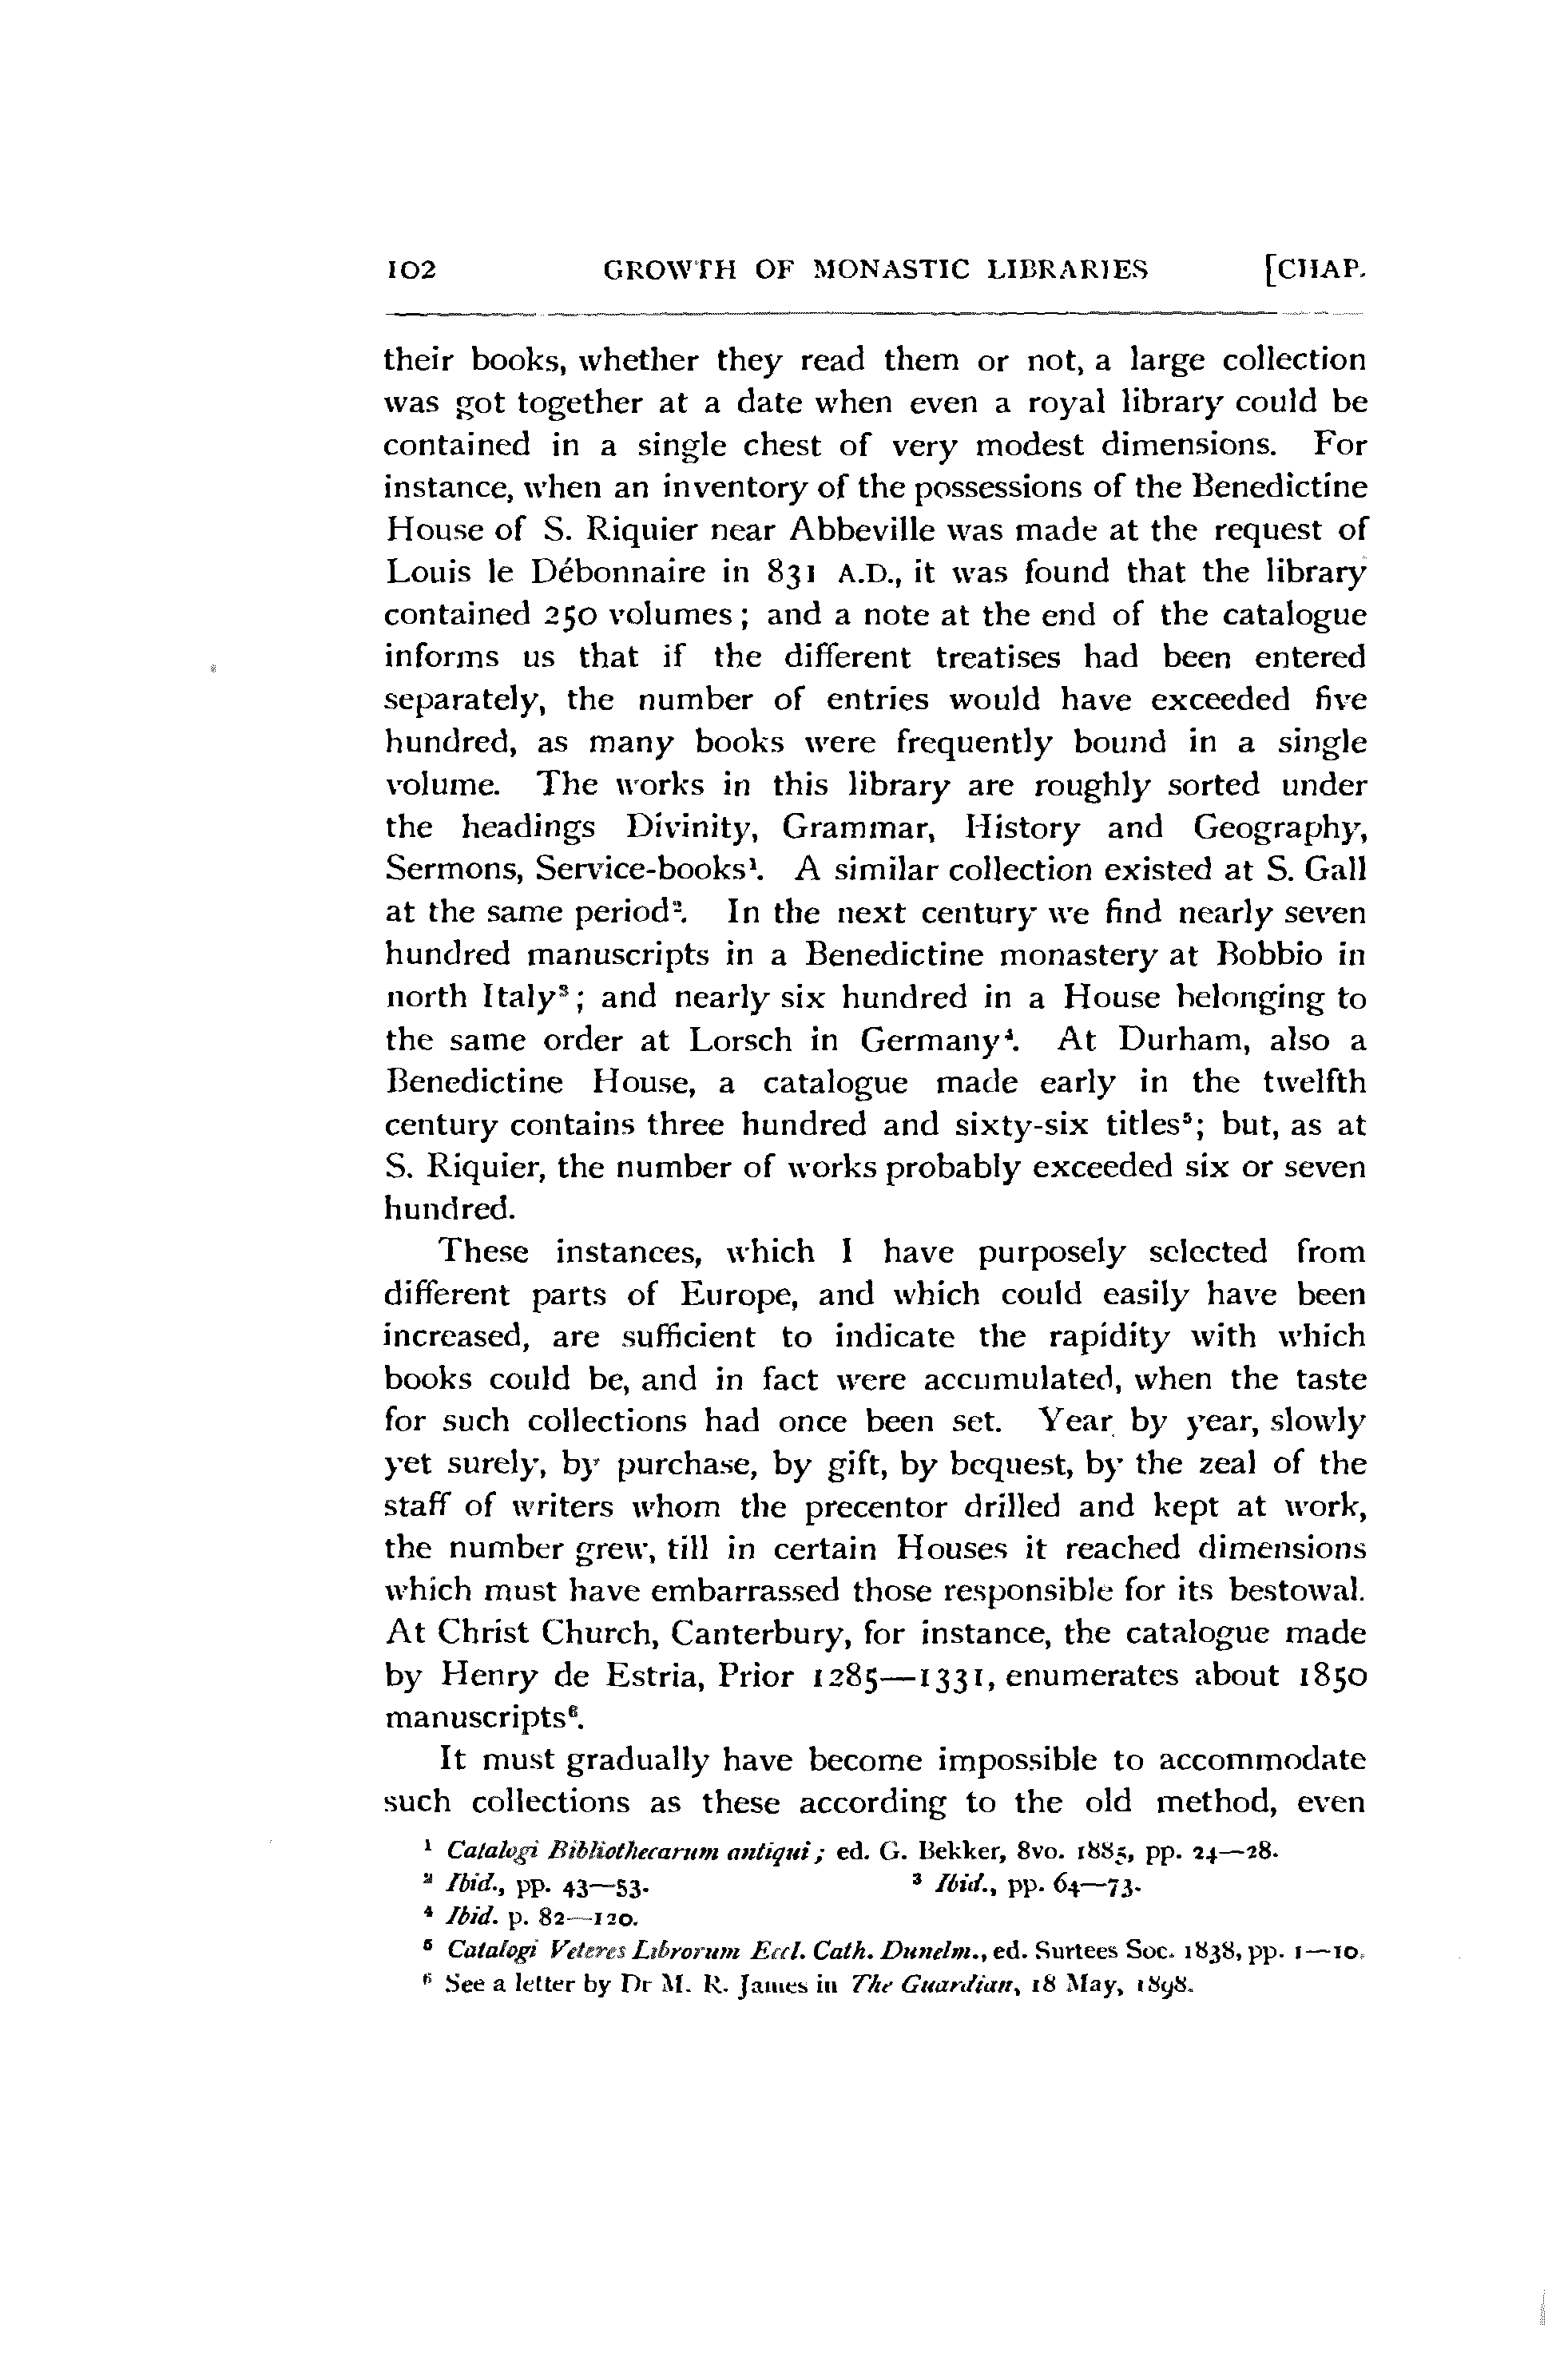 102 GROWTH OF MONASTIC LIBRARIES [CHAP.
their books, whether they read them or not, a large collection
was got together at a date when even a royal library could be
contained in a single chest of very modest dimensions. For
instance, when an inventory of the possessions of the Benedictine
House of S. Riquier near Abbeville was made at the request of
Louis le Débonnaire in 831 A.D., it was found that the library
contained 250 volumes; and a note at the end of the catalogue
informs us that if the different treatises had been entered
separately, the number of entries would have exceeded five
hundred, as many books were frequently bound in a single
volume. The works in this library are roughly sorted under
the headings Divinity, Grammar, History and Geography,
Sermons, Service-books¹. A similar collection existed at S. Gall
at the same period². In the next century we find nearly seven
hundred manuscripts in a Benedictine monastery at Bobbio in
north Italy³; and nearly six hundred in a House belonging to
the same order at Lorsch in Germany⁴. At Durham, also a
Benedictine House, a catalogue made early in the twelfth
century contains three hundred and sixty-six titles⁵; but, as at
S. Riquier, the number of works probably exceeded six or seven
hundred.
These instances, which I have purposely selected from
different parts of Europe, and which could easily have been
increased, are sufficient to indicate the rapidity with which
books could be, and in fact were accumulated, when the taste
for such collections had once been set. Year by year, slowly
yet surely, by purchase, by gift, by bequest, by the zeal of the
staff of writers whom the precentor drilled and kept at work,
the number grew, till in certain Houses it reached dimensions
which must have embarrassed those responsible for its bestowal.
At Christ Church, Canterbury, for instance, the catalogue made
by Henry de Estria, Prior 1285—1331, enumerates about 1850
manuscripts⁶.
It must gradually have become impossible to accommodate
such collections as these according to the old method, even
¹ Catalogi Bibliothecarum antiqui; ed. G. Bekker, 8vo. 1885, pp. 24—28.
² Ibid., pp. 43—53. ³ Ibid., pp. 64—73.
⁴ Ibid. p. 82—120.
⁵ Catalogi Veteres Librorum Eccl. Cath. Dunelm., ed. Surtees Soc. 1838, pp. 1—10.
⁶ See a letter by Dr M. R. James in The Guardian, 18 May, 1898.